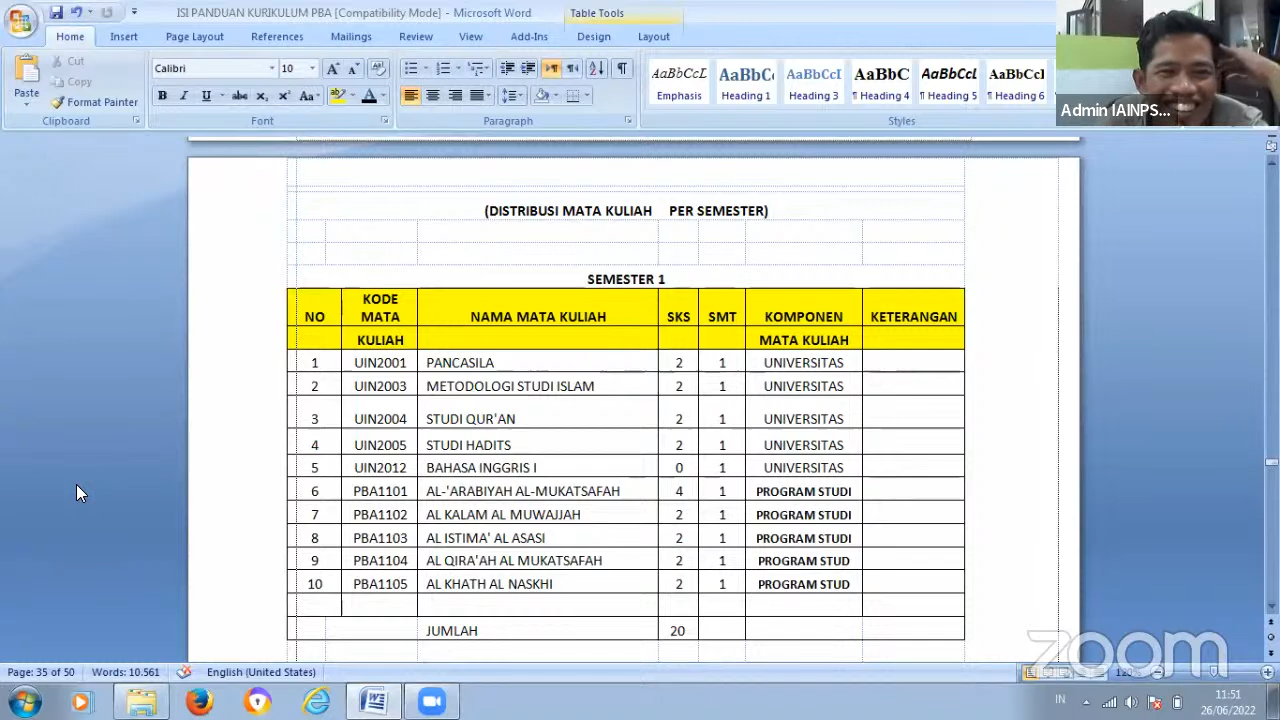 ISI PANDUAN KURIKULUM PBA [Compatibility Mode] - Microsoft Word
Table Tools
Home Insert Page Layout References Mailings Review View Add-Ins Design Layout
Cut
Copy
Format Painter
Paste
Clipboard
Calibri 10
Font
Paragraph
AaBbCcL AaBbCc AaBbCcl AaBbC AaBbCcl AaBbCcI
Emphasis Heading 1 Heading 3 ¶ Heading 4 ¶ Heading 5 ¶ Heading 6
Styles
Admin IAINPS...
(DISTRIBUSI MATA KULIAH PER SEMESTER)
SEMESTER 1
NO KODE MATA KULIAH NAMA MATA KULIAH SKS SMT KOMPONEN MATA KULIAH KETERANGAN
1 UIN2001 PANCASILA 2 1 UNIVERSITAS
2 UIN2003 METODOLOGI STUDI ISLAM 2 1 UNIVERSITAS
3 UIN2004 STUDI QUR'AN 2 1 UNIVERSITAS
4 UIN2005 STUDI HADITS 2 1 UNIVERSITAS
5 UIN2012 BAHASA INGGRIS I 0 1 UNIVERSITAS
6 PBA1101 AL-'ARABIYAH AL-MUKATSAFAH 4 1 PROGRAM STUDI
7 PBA1102 AL KALAM AL MUWAJJAH 2 1 PROGRAM STUDI
8 PBA1103 AL ISTIMA' AL ASASI 2 1 PROGRAM STUDI
9 PBA1104 AL QIRA'AH AL MUKATSAFAH 2 1 PROGRAM STUD
10 PBA1105 AL KHATH AL NASKHI 2 1 PROGRAM STUD
JUMLAH 20
zoom
Page: 35 of 50 Words: 10.561 English (United States)
IN
11:51
26/06/2022